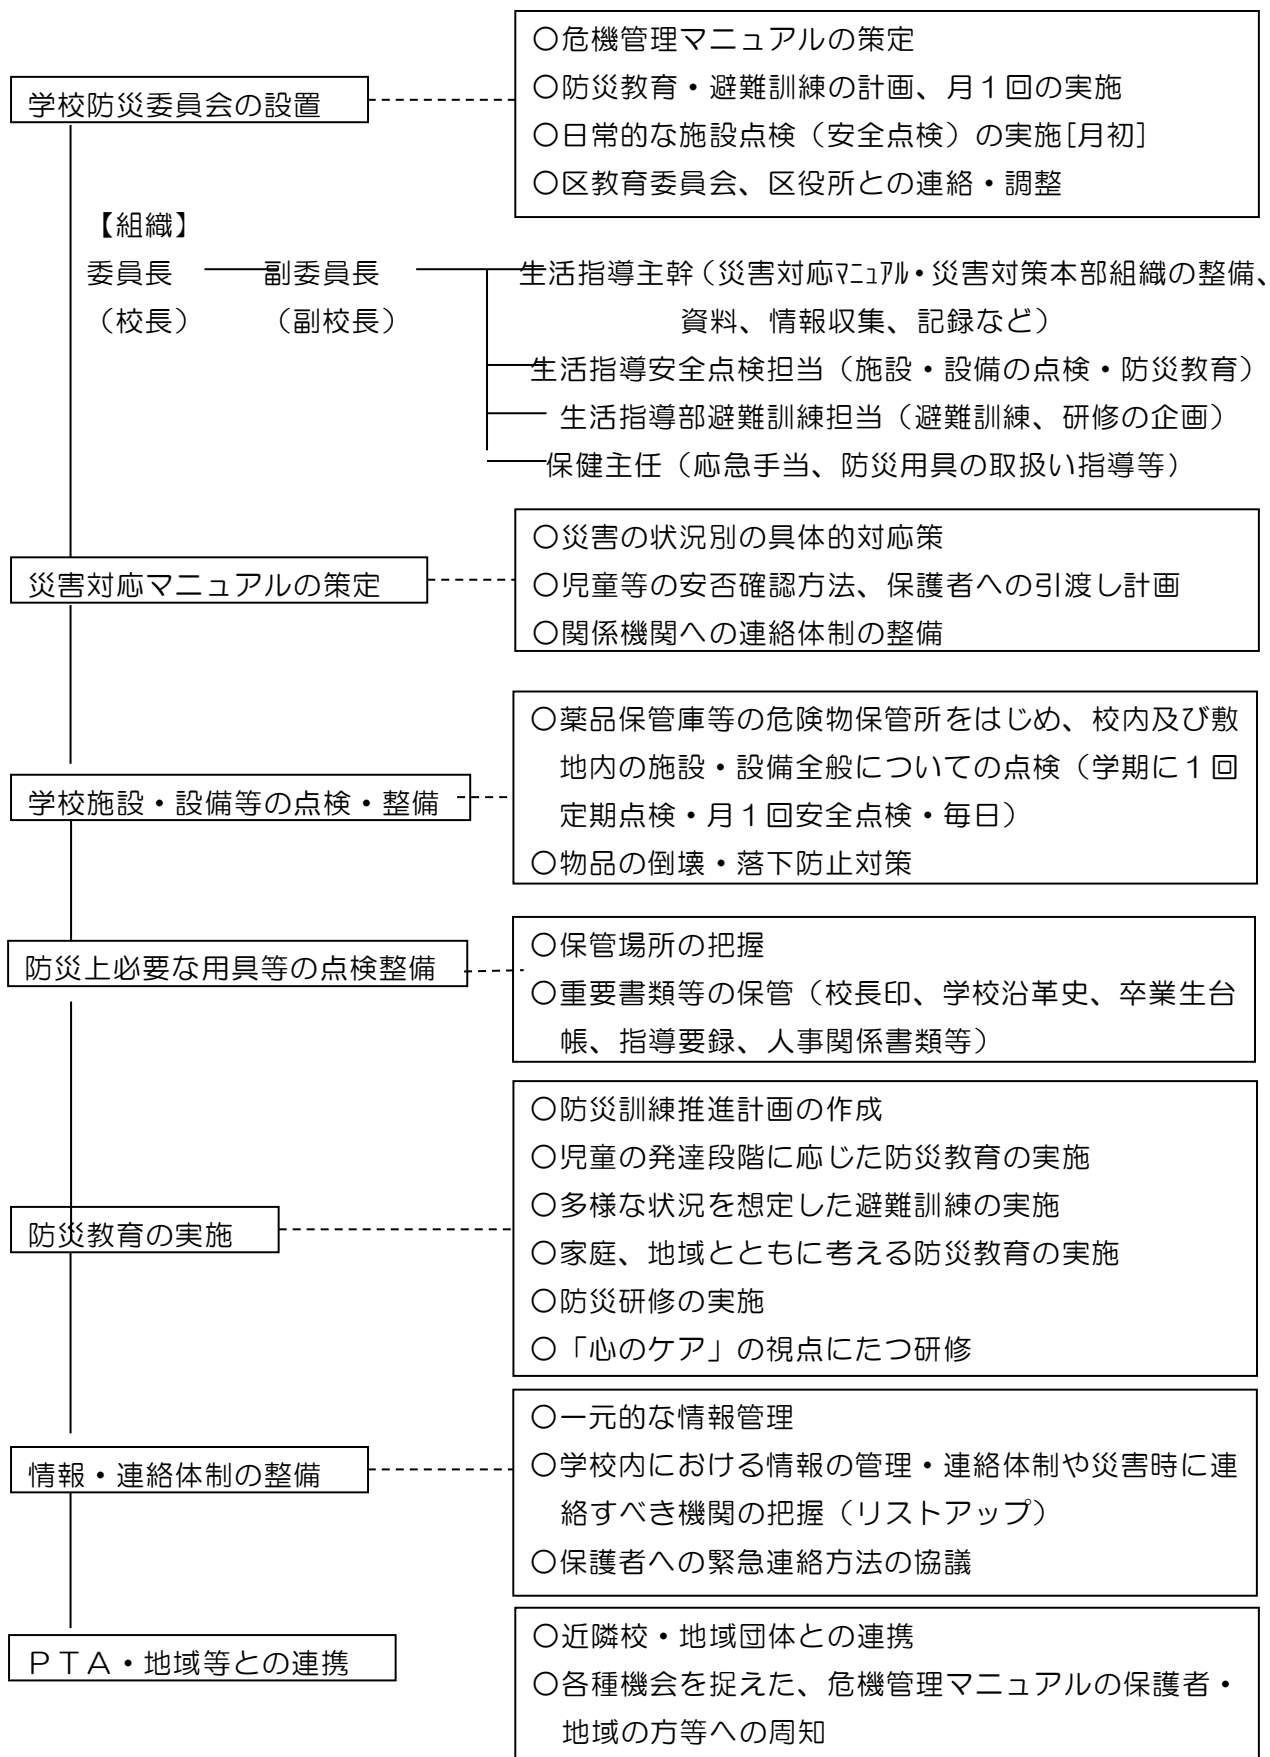 学校防災委員会の設置
〇危機管理マニュアルの策定
〇防災教育・避難訓練の計画、月１回の実施
〇日常的な施設点検（安全点検）の実施[月初]
〇区教育委員会、区役所との連絡・調整
【組織】
委員長 副委員長 生活指導主幹（災害対応ﾏﾆｭｱﾙ・災害対策本部組織の整備、
（校長） （副校長） 資料、情報収集、記録など）
生活指導安全点検担当（施設・設備の点検・防災教育）
生活指導部避難訓練担当（避難訓練、研修の企画）
保健主任（応急手当、防災用具の取扱い指導等）
災害対応マニュアルの策定
〇災害の状況別の具体的対応策
〇児童等の安否確認方法、保護者への引渡し計画
〇関係機関への連絡体制の整備
学校施設・設備等の点検・整備
〇薬品保管庫等の危険物保管所をはじめ、校内及び敷
地内の施設・設備全般についての点検（学期に１回
定期点検・月１回安全点検・毎日）
〇物品の倒壊・落下防止対策
防災上必要な用具等の点検整備
〇保管場所の把握
〇重要書類等の保管（校長印、学校沿革史、卒業生台
帳、指導要録、人事関係書類等）
防災教育の実施
〇防災訓練推進計画の作成
〇児童の発達段階に応じた防災教育の実施
〇多様な状況を想定した避難訓練の実施
〇家庭、地域とともに考える防災教育の実施
〇防災研修の実施
〇「心のケア」の視点にたつ研修
情報・連絡体制の整備
〇一元的な情報管理
〇学校内における情報の管理・連絡体制や災害時に連
絡すべき機関の把握（リストアップ）
〇保護者への緊急連絡方法の協議
ＰＴＡ・地域等との連携
〇近隣校・地域団体との連携
〇各種機会を捉えた、危機管理マニュアルの保護者・
地域の方等への周知